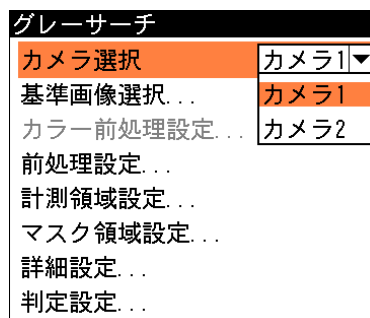 グレーサーチ
カメラ選択 カメラ1
基準画像選択... カメラ1
カラー前処理設定... カメラ2
前処理設定...
計測領域設定...
マスク領域設定...
詳細設定...
判定設定...